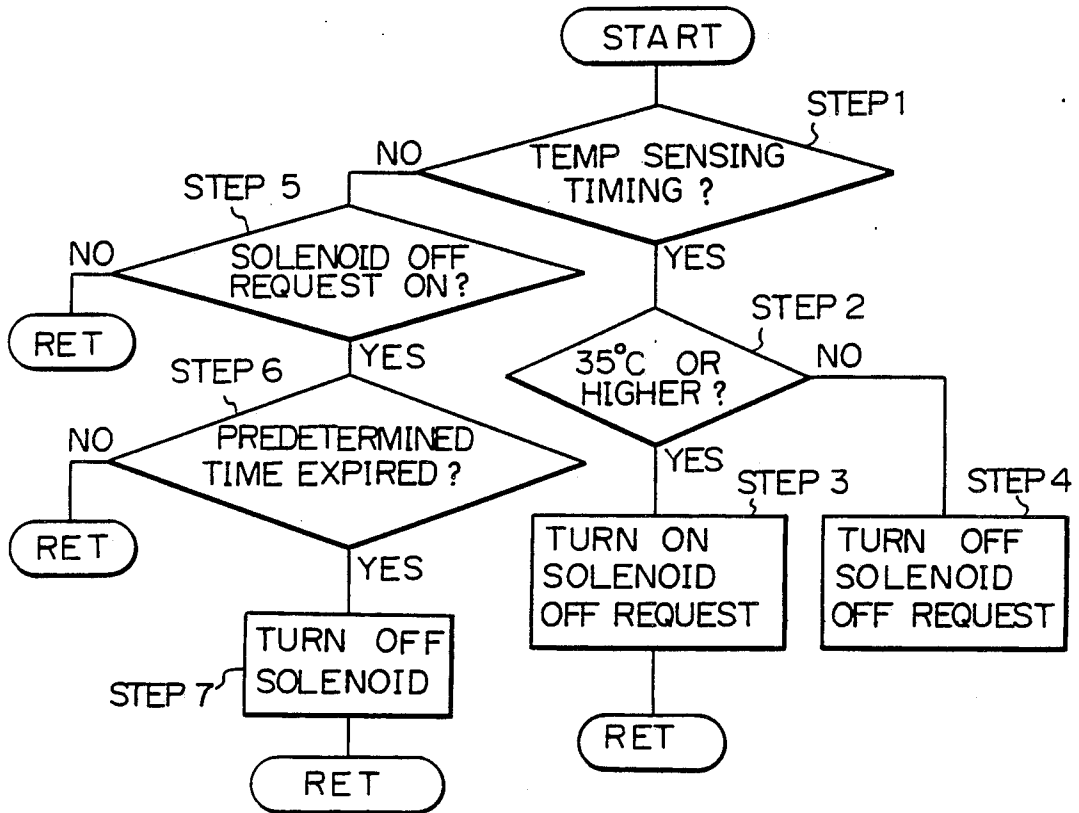 START
STEP 1
TEMP SENSING
TIMING ?
NO
YES
STEP 5
SOLENOID OFF
REQUEST ON?
NO
RET
YES
STEP 2
35°C OR
HIGHER ?
NO
YES
STEP 6
PREDETERMINED
TIME EXPIRED ?
NO
RET
YES
STEP 3
TURN ON
SOLENOID
OFF REQUEST
STEP 4
TURN OFF
SOLENOID
OFF REQUEST
STEP 7
TURN OFF
SOLENOID
RET
RET